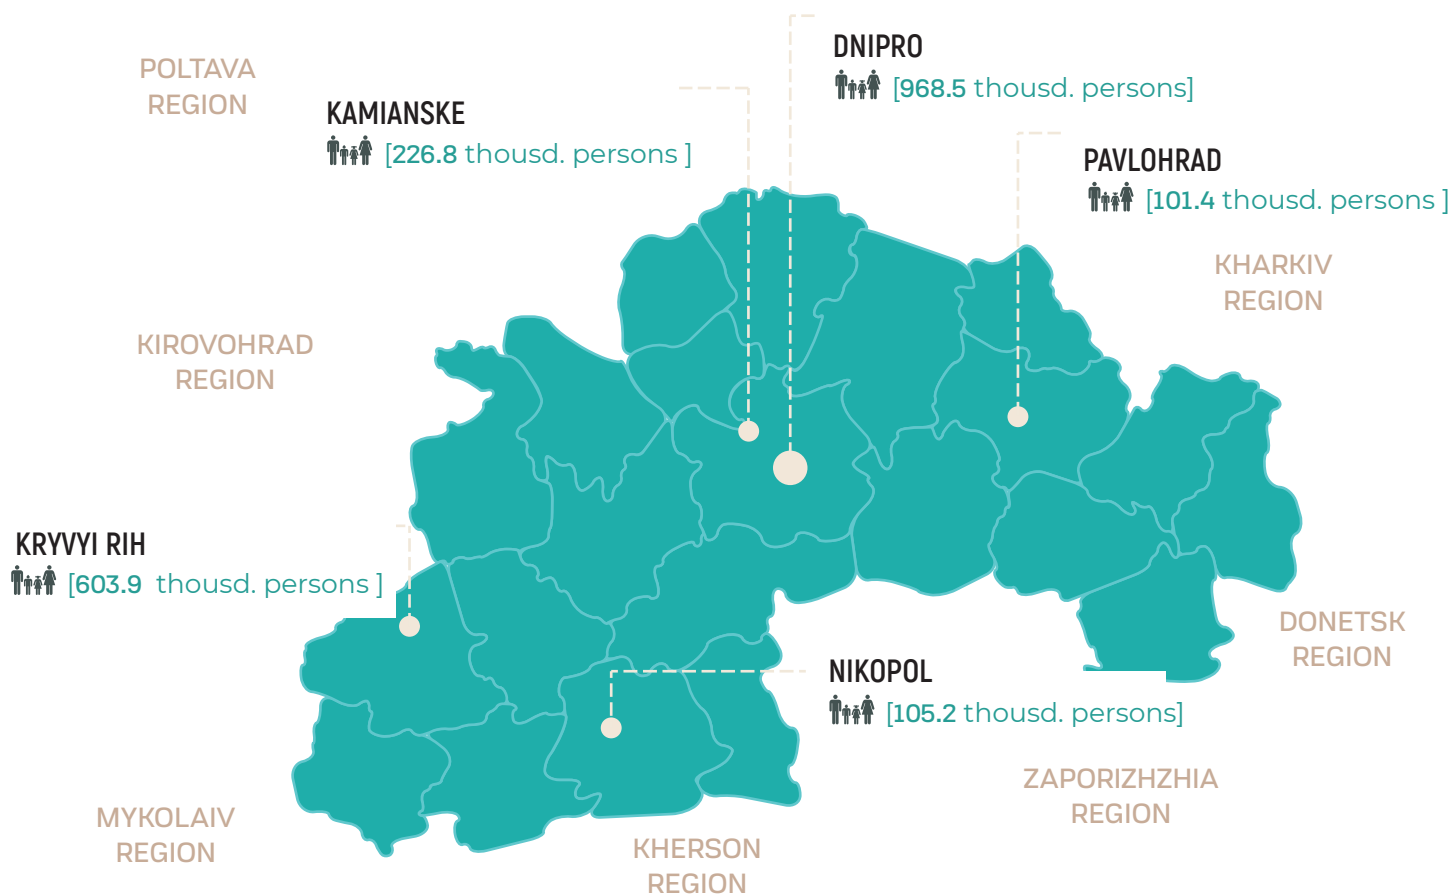 DNIPRO
[968.5 thousd. persons]
POLTAVA
REGION
KAMIANSKE
[226.8 thousd. persons ]
PAVLOHRAD
[101.4 thousd. persons ]
KHARKIV
REGION
KIROVOHRAD
REGION
KRYVYI RIH
[603.9 thousd. persons ]
DONETSK
REGION
NIKOPOL
[105.2 thousd. persons]
ZAPORIZHZHIA
REGION
MYKOLAIV
REGION
KHERSON
REGION